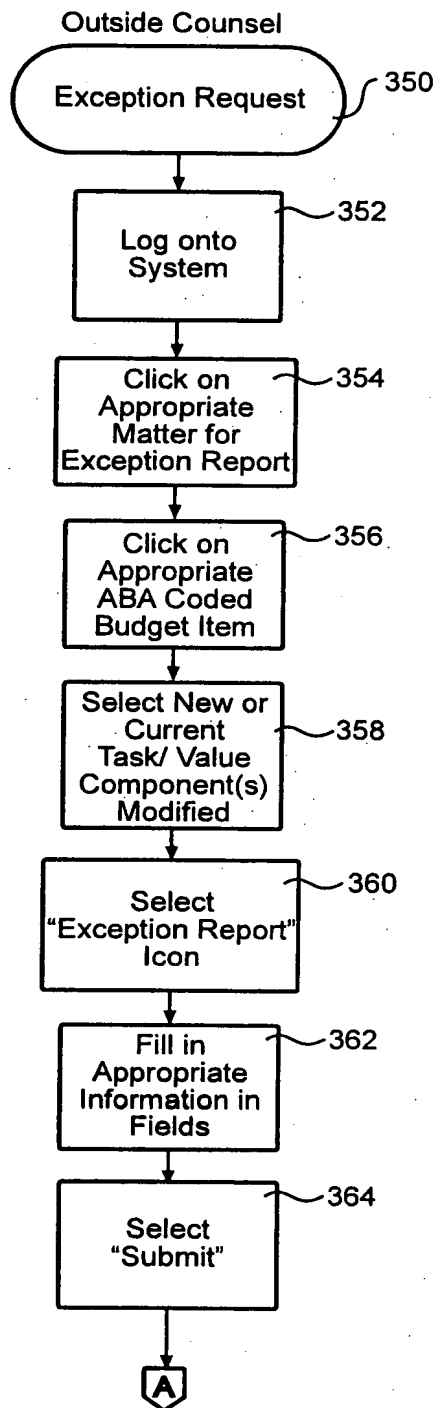 Outside Counsel
Exception Request
350
352
Log onto
System
354
Click on
Appropriate
Matter for
Exception Report
356
Click on
Appropriate
ABA Coded
Budget Item
358
Select New or
Current
Task/ Value
Component(s)
Modified
360
Select
“Exception Report”
Icon
362
Fill in
Appropriate
Information in
Fields
364
Select
“Submit”
A